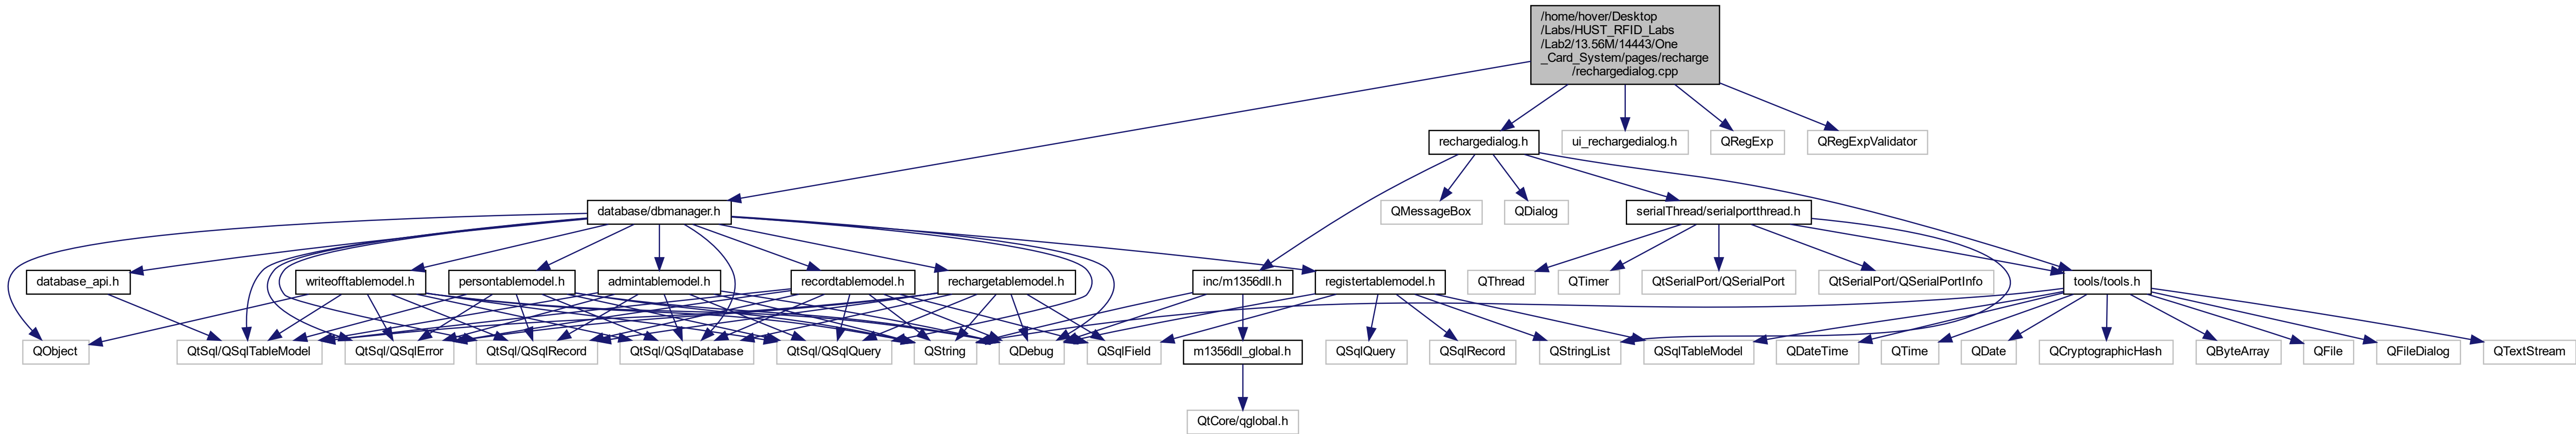 /home/hover/Desktop
/Labs/HUST_RFID_Labs
/Lab2/13.56M/14443/One
_Card_System/pages/recharge
/rechargedialog.cpp
rechargedialog.h
ui_rechargedialog.h
QRegExp
QRegExpValidator
database/dbmanager.h
QMessageBox
QDialog
serialThread/serialportthread.h
database_api.h
writeofftablemodel.h
persontablemodel.h
admintablemodel.h
recordtablemodel.h
rechargetablemodel.h
inc/m1356dll.h
registertablemodel.h
QThread
QTimer
QtSerialPort/QSerialPort
QtSerialPort/QSerialPortInfo
tools/tools.h
QObject
QtSql/QSqlTableModel
QtSql/QSqlError
QtSql/QSqlRecord
QtSql/QSqlDatabase
QtSql/QSqlQuery
QString
QDebug
QSqlField
m1356dll_global.h
QSqlQuery
QSqlRecord
QStringList
QSqlTableModel
QDateTime
QTime
QDate
QCryptographicHash
QByteArray
QFile
QFileDialog
QTextStream
QtCore/qglobal.h